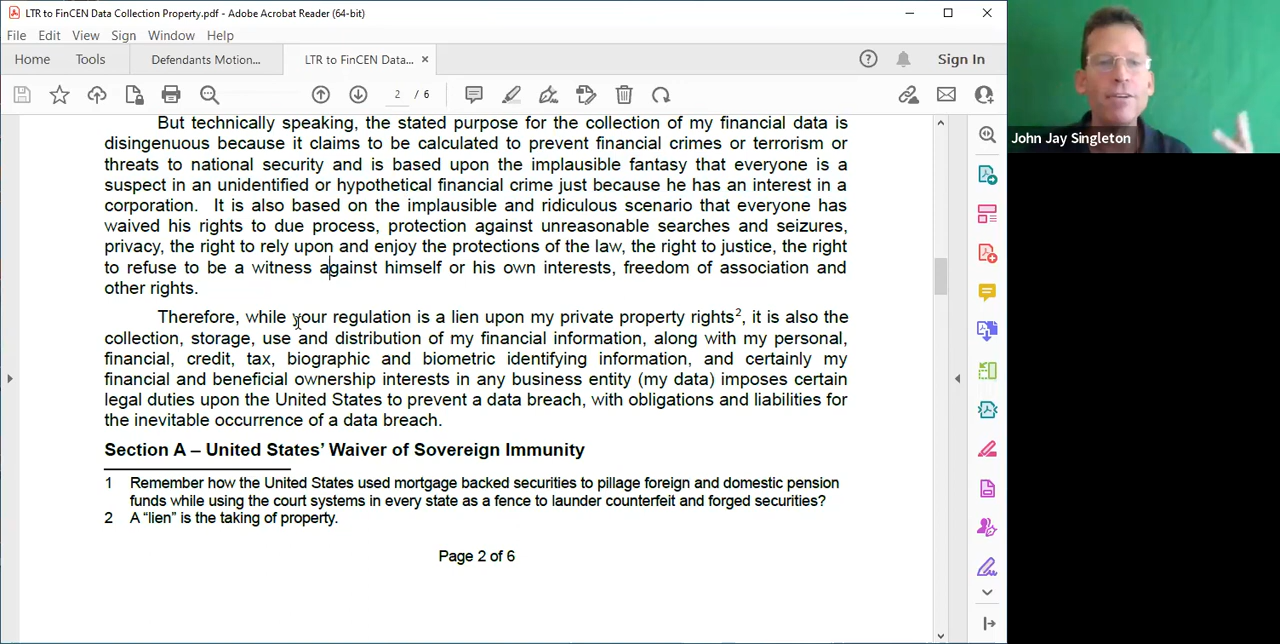 LTR to FinCEN Data Collection Property.pdf - Adobe Acrobat Reader (64-bit)
File Edit View Sign Window Help
Home Tools Defendants Motion... LTR to FinCEN Data... × Sign In
2 / 6
But technically speaking, the stated purpose for the collection of my financial data is
disingenuous because it claims to be calculated to prevent financial crimes or terrorism or
threats to national security and is based upon the implausible fantasy that everyone is a
suspect in an unidentified or hypothetical financial crime just because he has an interest in a
corporation. It is also based on the implausible and ridiculous scenario that everyone has
waived his rights to due process, protection against unreasonable searches and seizures,
privacy, the right to rely upon and enjoy the protections of the law, the right to justice, the right
to refuse to be a witness against himself or his own interests, freedom of association and
other rights.
Therefore, while your regulation is a lien upon my private property rights2, it is also the
collection, storage, use and distribution of my financial information, along with my personal,
financial, credit, tax, biographic and biometric identifying information, and certainly my
financial and beneficial ownership interests in any business entity (my data) imposes certain
legal duties upon the United States to prevent a data breach, with obligations and liabilities for
the inevitable occurrence of a data breach.
Section A – United States' Waiver of Sovereign Immunity
1 Remember how the United States used mortgage backed securities to pillage foreign and domestic pension
funds while using the court systems in every state as a fence to launder counterfeit and forged securities?
2 A “lien” is the taking of property.
Page 2 of 6
John Jay Singleton